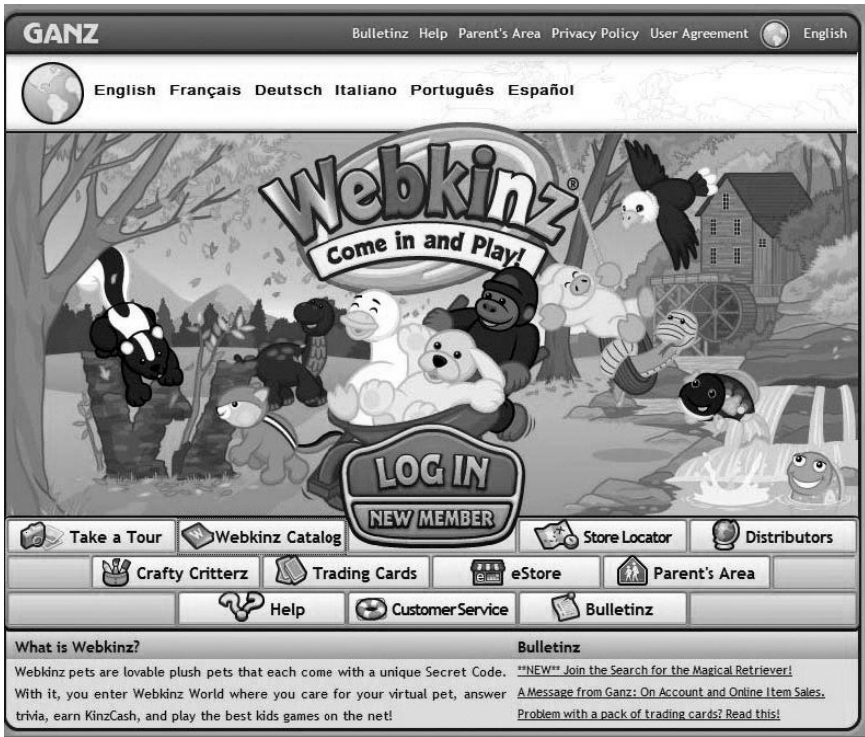 GANZ
Bulletinz Help Parent's Area Privacy Policy User Agreement English
English Français Deutsch Italiano Português Español
Webkinz®
Come in and Play!
LOG IN
NEW MEMBER
Take a Tour Webkinz Catalog Store Locator Distributors
Crafty Critterz Trading Cards eStore Parent's Area
Help Customer Service Bulletinz
What is Webkinz?
Webkinz pets are lovable plush pets that each come with a unique Secret Code.
With it, you enter Webkinz World where you care for your virtual pet, answer
trivia, earn KinzCash, and play the best kids games on the net!
Bulletinz
**NEW** Join the Search for the Magical Retriever!
A Message from Ganz: On Account and Online Item Sales.
Problem with a pack of trading cards? Read this!